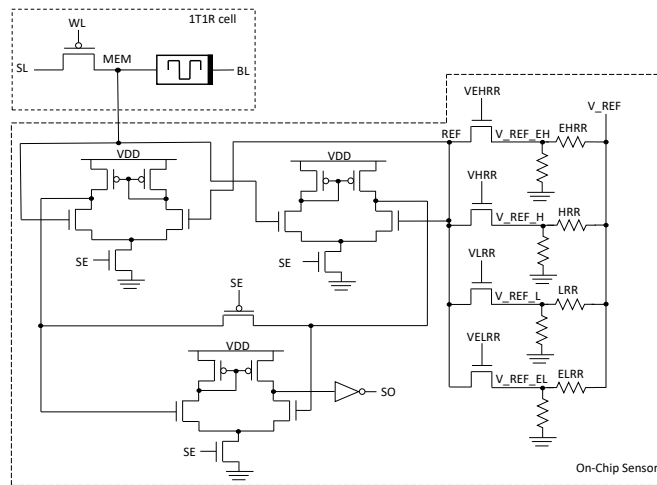 1T1R cell
WL
MEM
SL
BL
VEHRR
V_REF
REF
V_REF_EH
EHRR
VDD
VDD
VHRR
V_REF_H
HRR
SE
SE
VLRR
SE
V_REF_L
LRR
VDD
VELRR
V_REF_EL
ELRR
SO
SE
On-Chip Sensor